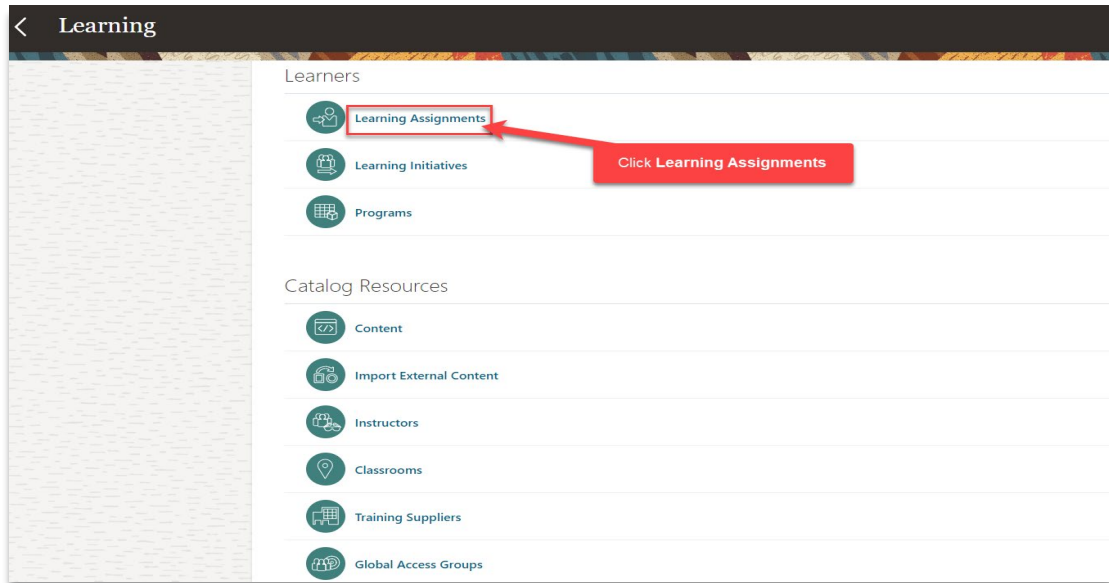 Learning
Learners
Learning Assignments
Click Learning Assignments
Learning Initiatives
Programs
Catalog Resources
Content
Import External Content
Instructors
Classrooms
Training Suppliers
Global Access Groups